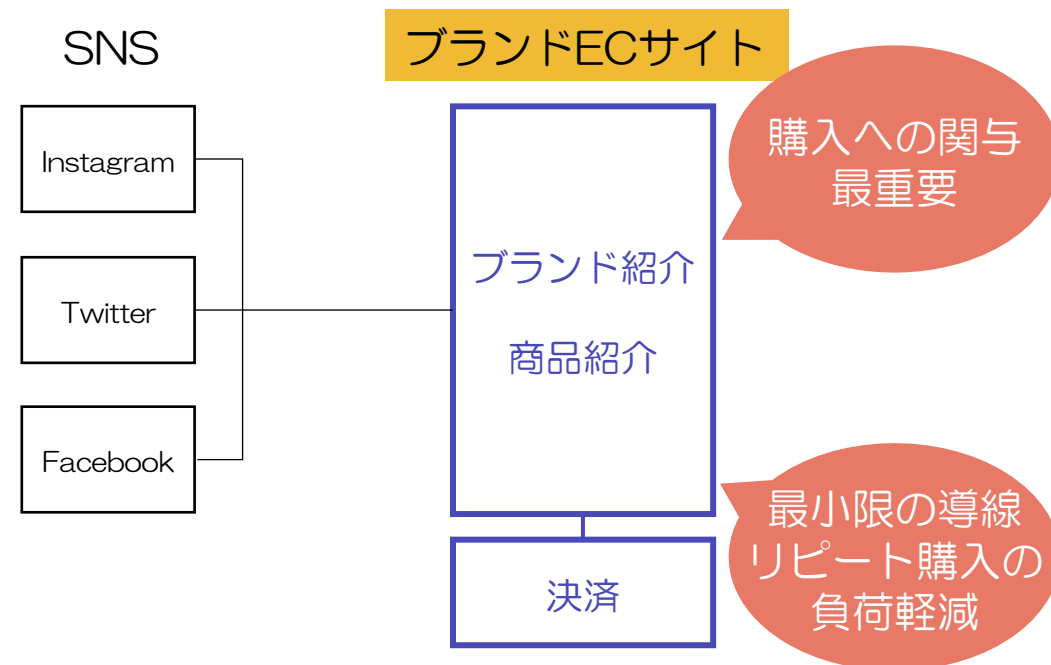 SNS
ブランドECサイト
Instagram
Twitter
Facebook
ブランド紹介
商品紹介
決済
購入への関与
最重要
最小限の導線
リピート購入の
負荷軽減